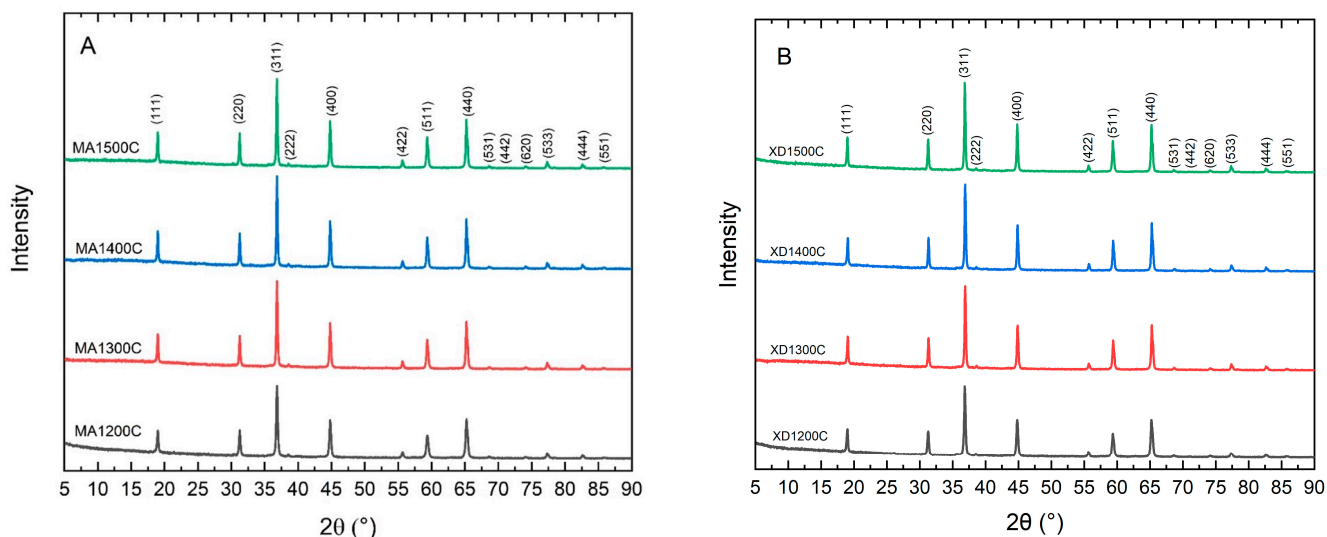 A
(111)
(220)
(311)
(222)
(400)
(422)
(511)
(440)
(531)
(442)
(620)
(533)
(444)
(551)
MA1500C
MA1400C
MA1300C
MA1200C
Intensity
5 10 15 20 25 30 35 40 45 50 55 60 65 70 75 80 85 90
2θ (°)
B
(111)
(220)
(311)
(222)
(400)
(422)
(511)
(440)
(531)
(442)
(620)
(533)
(444)
(551)
XD1500C
XD1400C
XD1300C
XD1200C
Intensity
5 10 15 20 25 30 35 40 45 50 55 60 65 70 75 80 85 90
2θ (°)